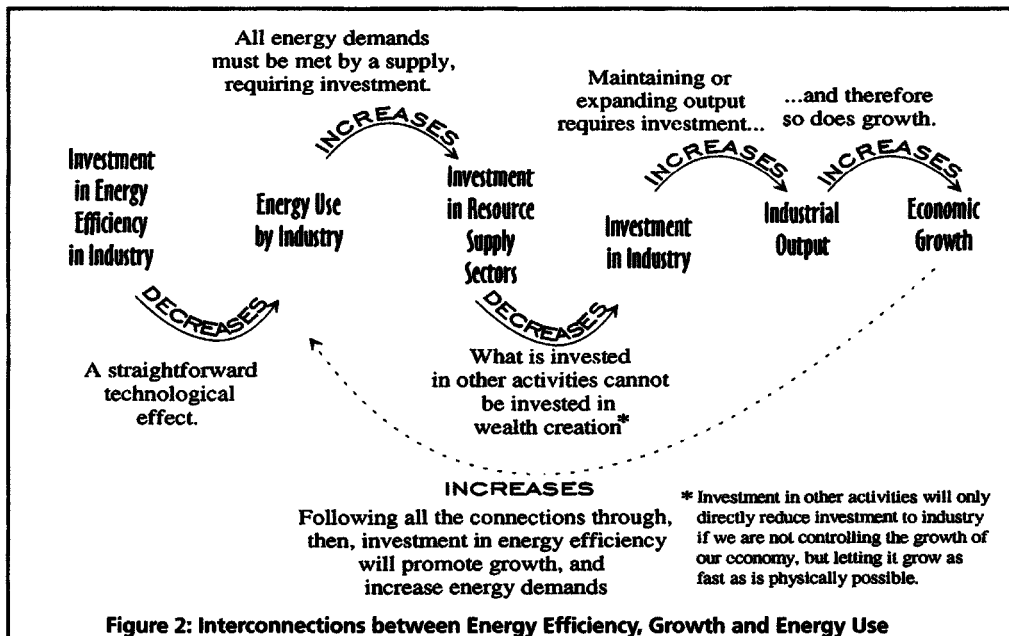 All energy demands
must be met by a supply,
requiring investment.
INCREASES
Maintaining or
expanding output
requires investment...
INCREASES
...and therefore
so does growth.
INCREASES
Investment
in Energy
Efficiency
in Industry
Energy Use
by Industry
Investment
in Resource
Supply
Sectors
Investment
in Industry
Industrial
Output
Economic
Growth
DECREASES
A straightforward
technological
effect.
DECREASES
What is invested
in other activities cannot
be invested in
wealth creation*
INCREASES
Following all the connections through,
then, investment in energy efficiency
will promote growth, and
increase energy demands
* Investment in other activities will only
directly reduce investment to industry
if we are not controlling the growth of
our economy, but letting it grow as
fast as is physically possible.
Figure 2: Interconnections between Energy Efficiency, Growth and Energy Use